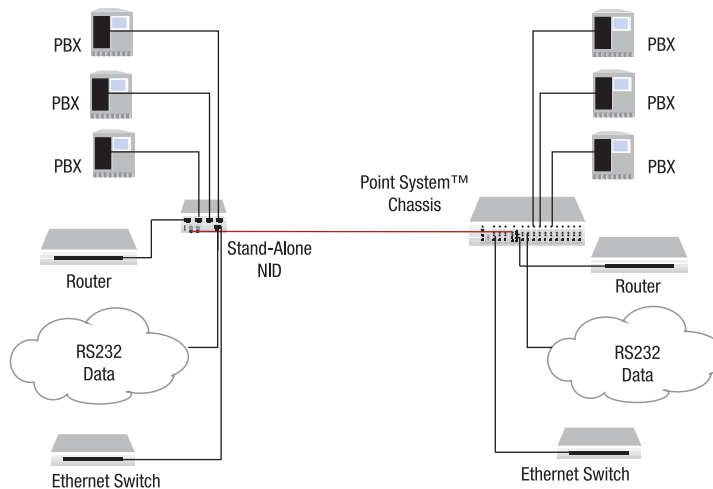 PBX
PBX
PBX
PBX
PBX
PBX
Point System™
Chassis
Stand-Alone
NID
Router
Router
RS232
Data
RS232
Data
Ethernet Switch
Ethernet Switch